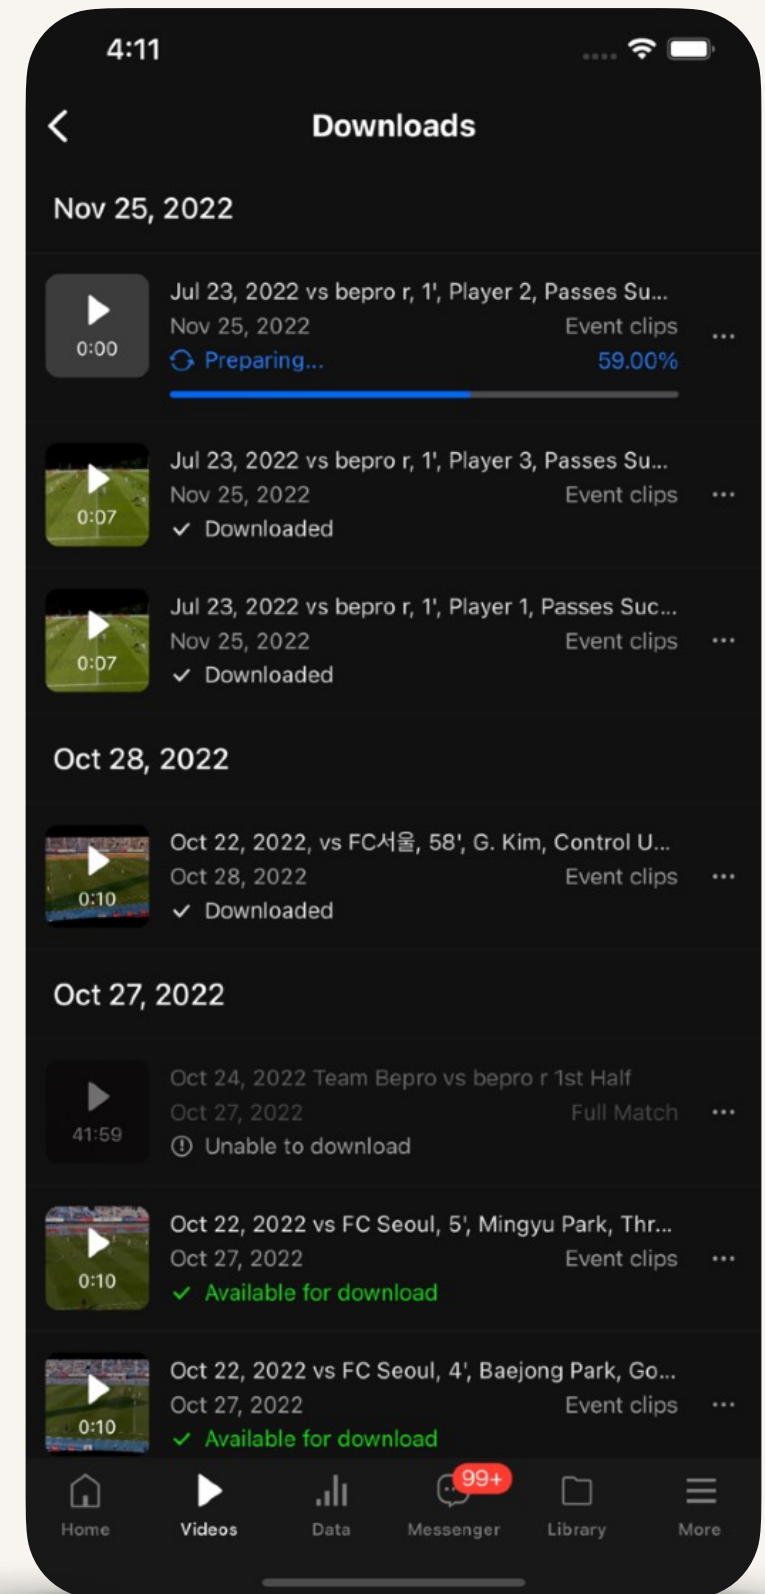 4:11
Downloads
Nov 25, 2022
Jul 23, 2022 vs bepro r, 1', Player 2, Passes Su...
0:00
Nov 25, 2022 Event clips
Preparing... 59.00%
Jul 23, 2022 vs bepro r, 1', Player 3, Passes Su...
Nov 25, 2022 Event clips
0:07
Downloaded
Jul 23, 2022 vs bepro r, 1', Player 1, Passes Suc...
Nov 25, 2022 Event clips
0:07
Downloaded
Oct 28, 2022
Oct 22, 2022, vs FC서울, 58', G. Kim, Control U...
Oct 28, 2022 Event clips
0:10
Downloaded
Oct 27, 2022
Oct 24, 2022 Team Bepro vs bepro r 1st Half
Oct 27, 2022 Full Match
41:59
Unable to download
Oct 22, 2022 vs FC Seoul, 5', Mingyu Park, Thr...
Oct 27, 2022 Event clips
0:10
Available for download
Oct 22, 2022 vs FC Seoul, 4', Baejong Park, Go...
Oct 27, 2022 Event clips
0:10
Available for download
99+
Home Videos Data Messenger Library More